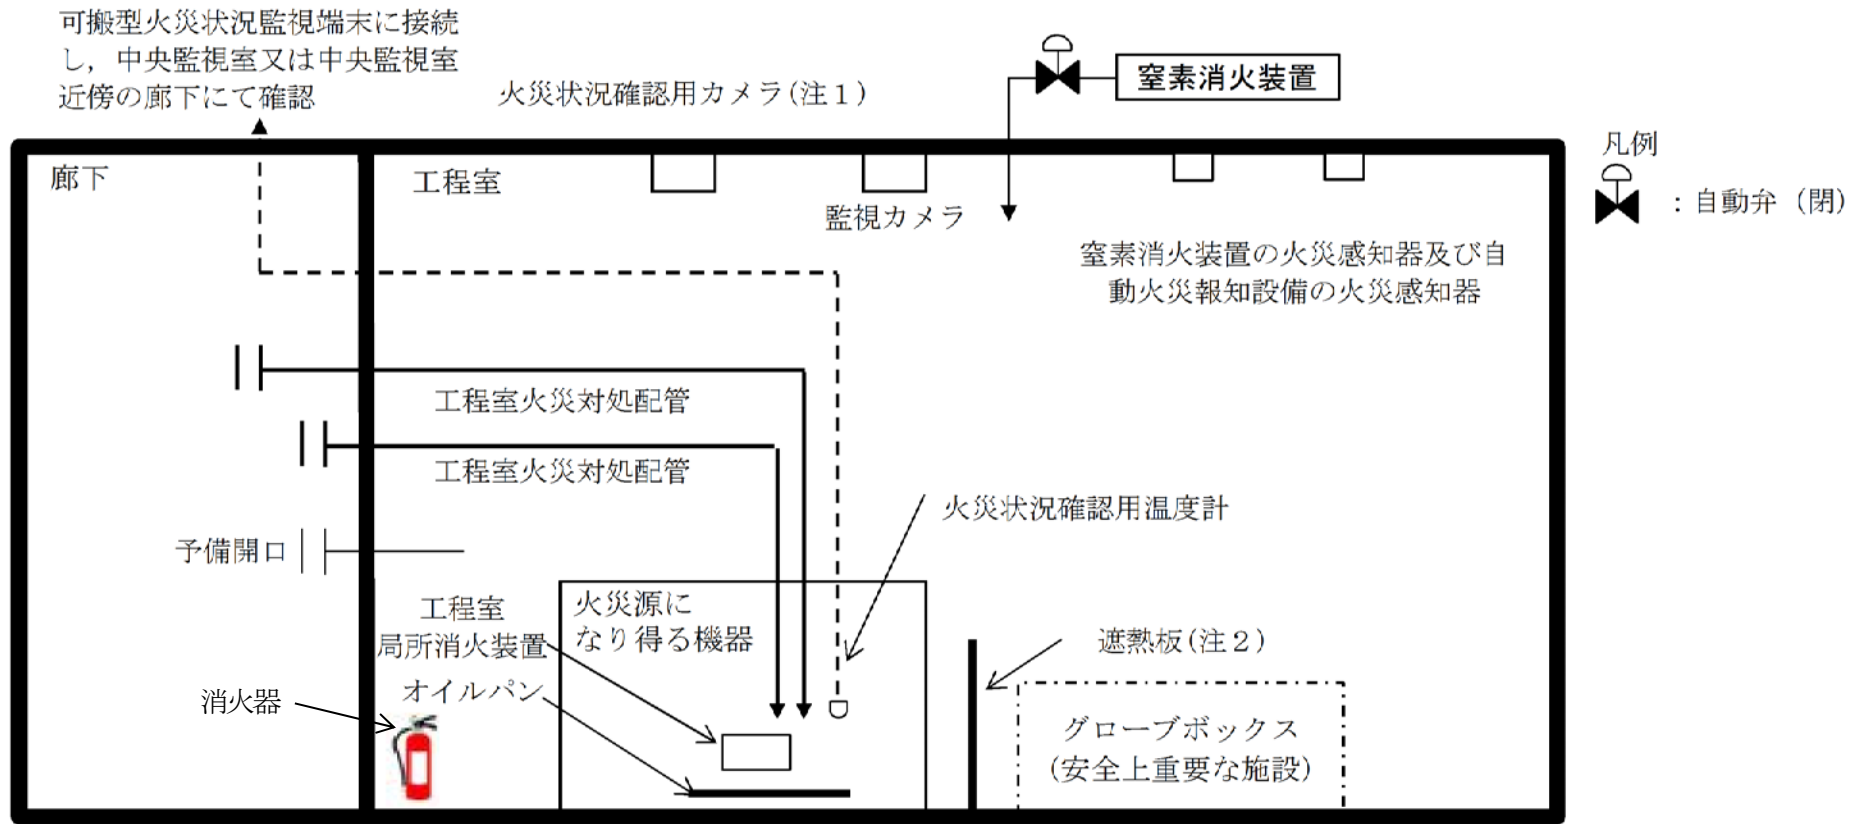 可搬型火災状況監視端末に接続
し，中央監視室又は中央監視室
近傍の廊下にて確認
火災状況確認用カメラ(注１)
窒素消火装置
凡例
：自動弁（閉）
廊下
工程室
監視カメラ
窒素消火装置の火災感知器及び自
動火災報知設備の火災感知器
工程室火災対処配管
工程室火災対処配管
火災状況確認用温度計
予備開口
工程室
局所消火装置
火災源に
なり得る機器
遮熱板(注２)
オイルパン
消火器
グローブボックス
(安全上重要な施設)